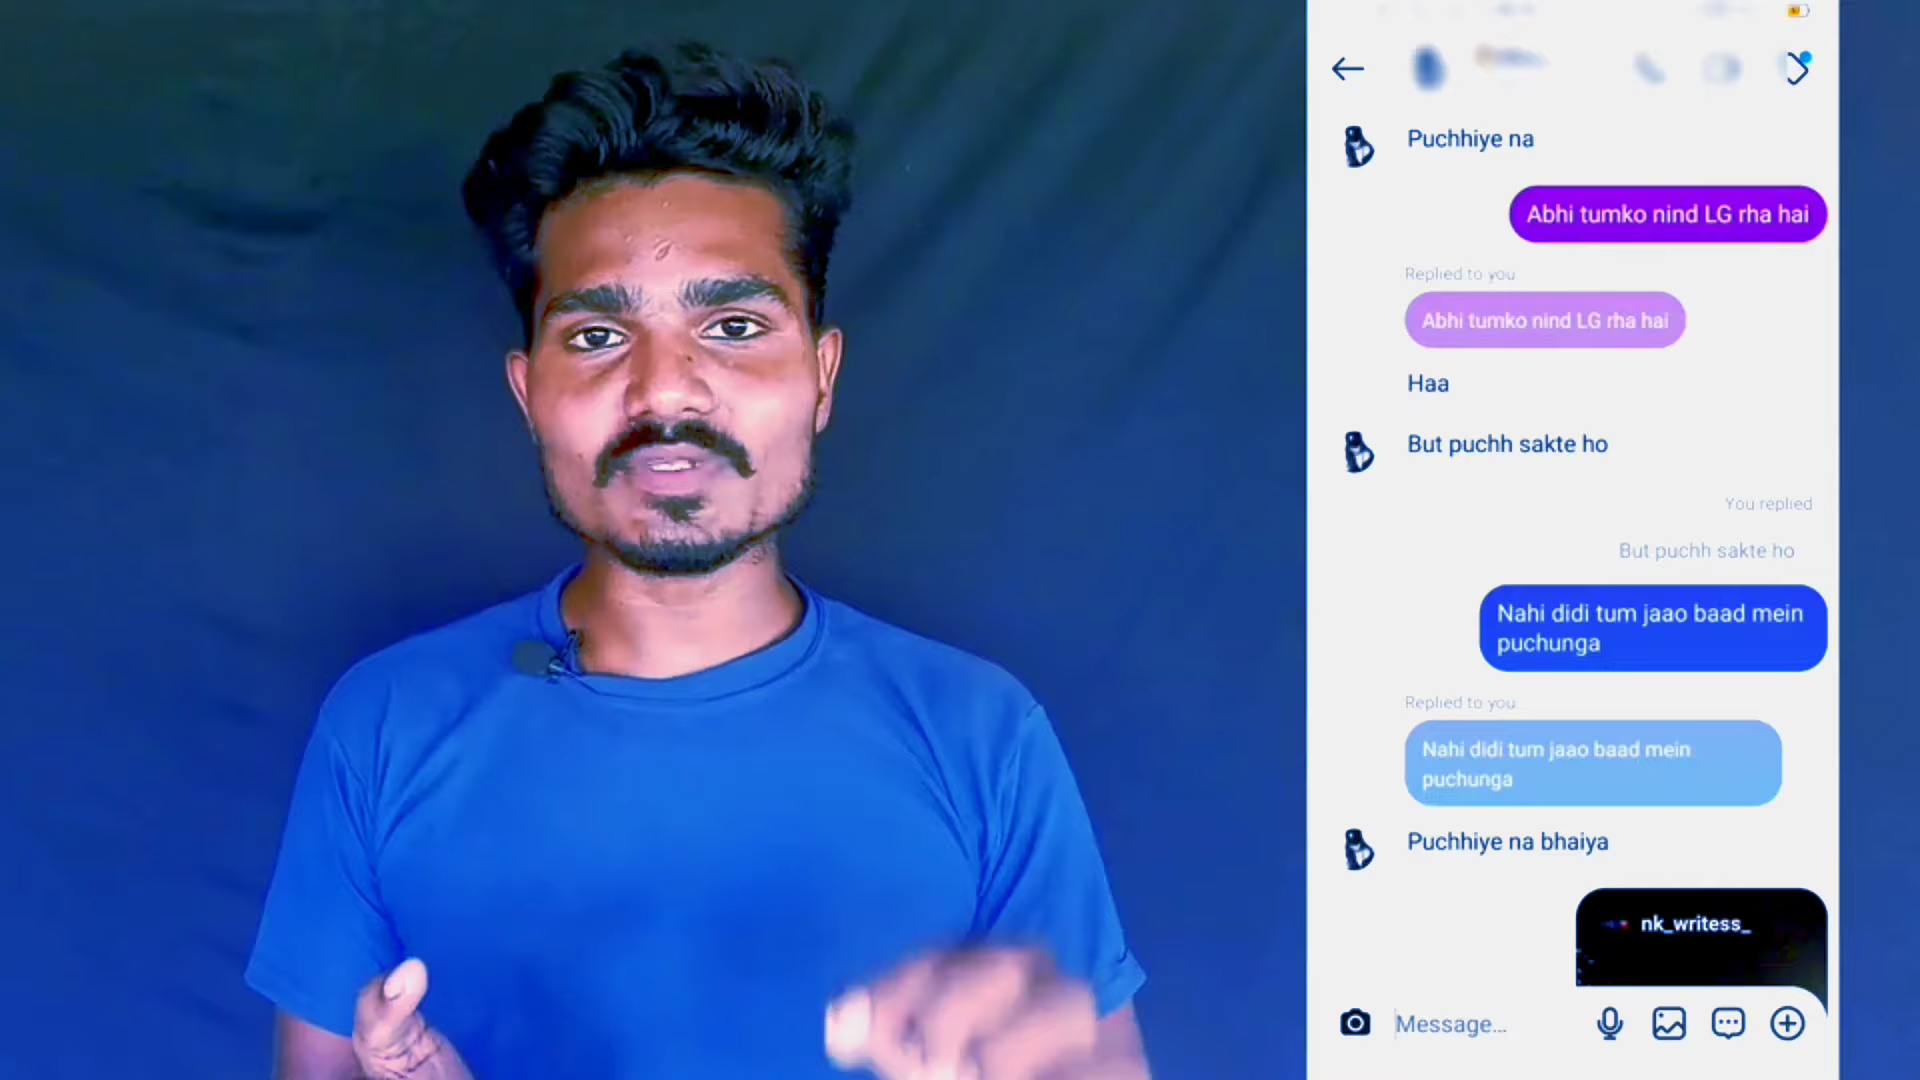 Puchhiye na
Abhi tumko nind LG rha hai
Replied to you
Abhi tumko nind LG rha hai
Haa
But puchh sakte ho
You replied
But puchh sakte ho
Nahi didi tum jaao baad mein
puchunga
Replied to you
Nahi didi tum jaao baad mein
puchunga
Puchhiye na bhaiya
nk_writess_
Message...